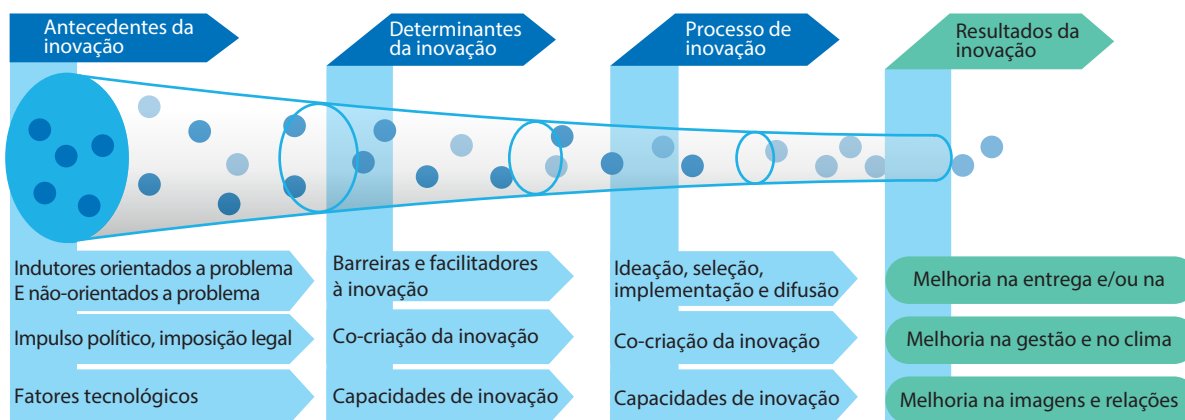 Antecedentes da
inovação
Determinantes
da inovação
Processo de
inovação
Resultados da
inovação
Indutores orientados a problema
E não-orientados a problema
Barreiras e facilitadores
à inovação
Ideação, seleção,
implementação e difusão
Melhoria na entrega e/ou na
Impulso político, imposição legal
Co-criação da inovação
Co-criação da inovação
Melhoria na gestão e no clima
Fatores tecnológicos
Capacidades de inovação
Capacidades de inovação
Melhoria na imagens e relações